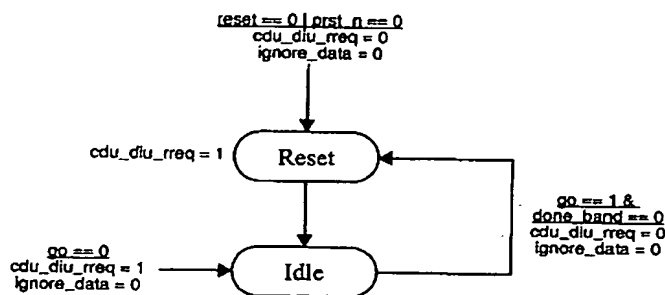 reset == 0 | prst_n == 0
cdu_diu_rreq = 0
ignore_data = 0
cdu_diu_rreq = 1
Reset
go == 1 &
done_band == 0
cdu_diu_rreq = 0
ignore_data = 0
go == 0
cdu_diu_rreq = 1
ignore_data = 0
Idle